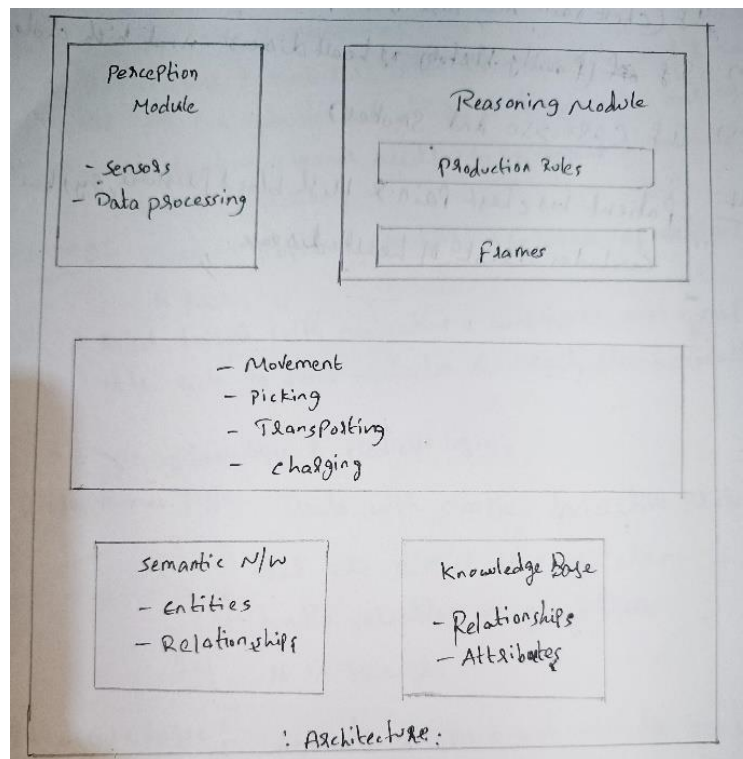 Perception
Module
- Sensors
- Data processing
Reasoning Module
Production Rules
Frames
- Movement
- Picking
- Transporting
- Charging
Semantic N/W
- Entities
- Relationships
Knowledge Base
- Relationships
- Attributes
: Architecture :